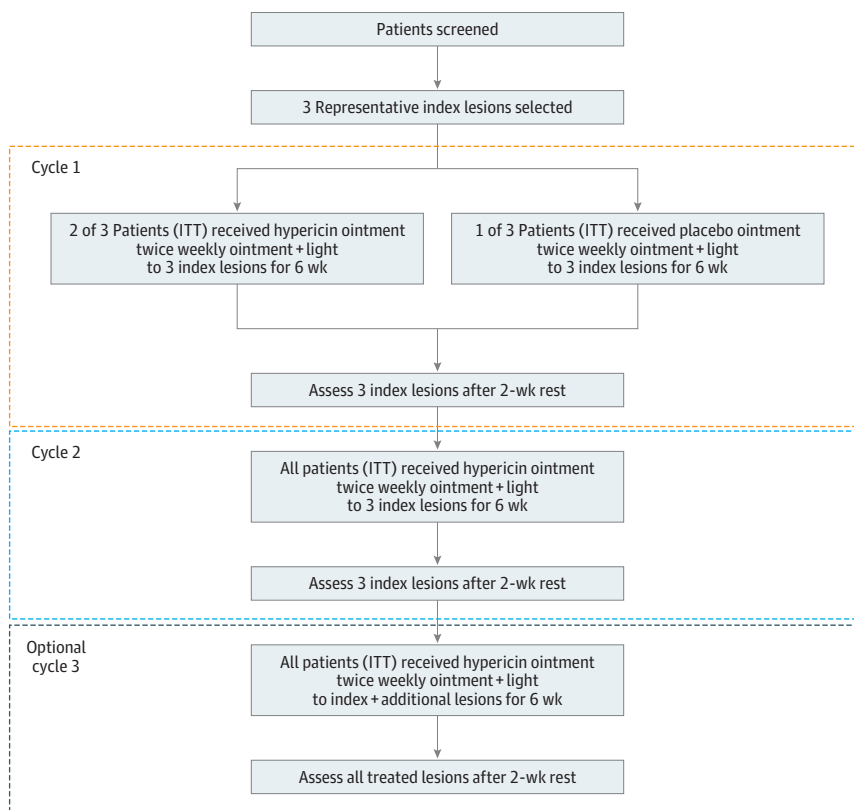 Patients screened
3 Representative index lesions selected
Cycle 1
2 of 3 Patients (ITT) received hypericin ointment
twice weekly ointment + light
to 3 index lesions for 6 wk
1 of 3 Patients (ITT) received placebo ointment
twice weekly ointment + light
to 3 index lesions for 6 wk
Assess 3 index lesions after 2-wk rest
Cycle 2
All patients (ITT) received hypericin ointment
twice weekly ointment + light
to 3 index lesions for 6 wk
Assess 3 index lesions after 2-wk rest
Optional
cycle 3
All patients (ITT) received hypericin ointment
twice weekly ointment + light
to index + additional lesions for 6 wk
Assess all treated lesions after 2-wk rest